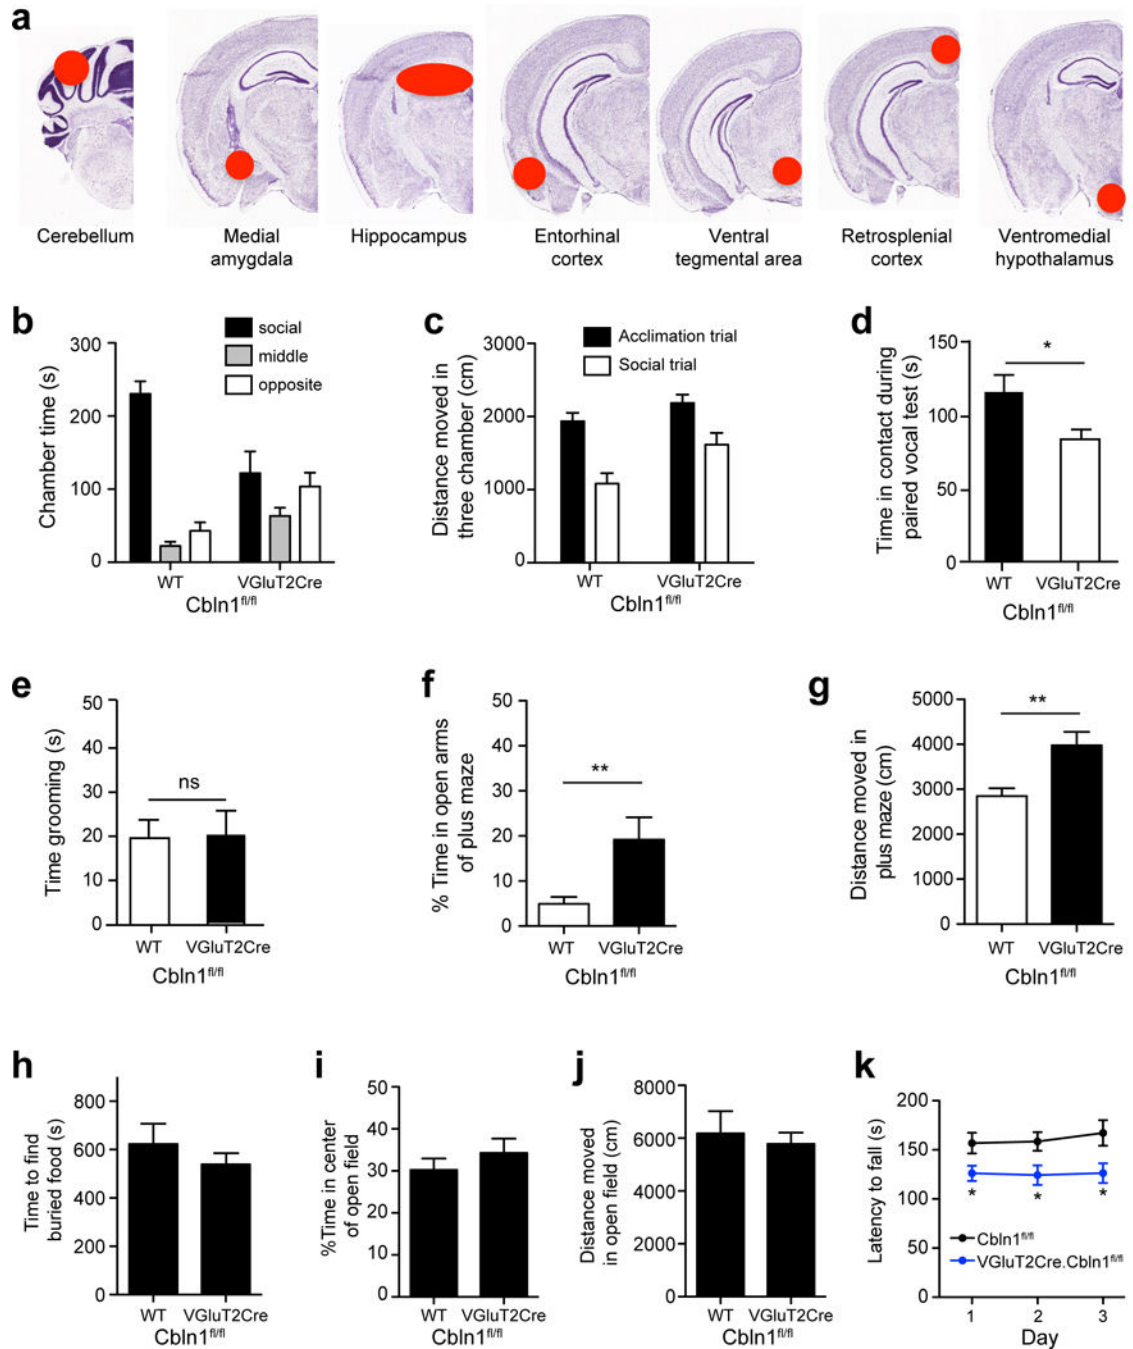 a
Cerebellum
Medial
amygdala
Hippocampus
Entorhinal
cortex
Ventral
tegmental area
Retrosplenial
cortex
Ventromedial
hypothalamus
b
social
middle
opposite
Chamber time (s)
300
200
100
0
WT
VGluT2Cre
Cbln1fl/fl
c
Acclimation trial
Social trial
Distance moved in
three chamber (cm)
3000
2000
1000
0
WT
VGluT2Cre
Cbln1fl/fl
d
Time in contact during
paired vocal test (s)
150
100
50
0
*
WT
VGluT2Cre
Cbln1fl/fl
e
Time grooming (s)
50
40
30
20
10
0
ns
WT
VGluT2Cre
Cbln1fl/fl
f
% Time in open arms
of plus maze
50
40
30
20
10
0
**
WT
VGluT2Cre
Cbln1fl/fl
g
Distance moved in
plus maze (cm)
5000
4000
3000
2000
1000
0
**
WT
VGluT2Cre
Cbln1fl/fl
h
Time to find
buried food (s)
800
600
400
200
0
WT
VGluT2Cre
Cbln1fl/fl
i
%Time in center
of open field
50
40
30
20
10
0
WT
VGluT2Cre
Cbln1fl/fl
j
Distance moved
in open field (cm)
8000
6000
4000
2000
0
WT
VGluT2Cre
Cbln1fl/fl
k
Latency to fall (s)
200
150
100
50
0
* * *
Cbln1fl/fl
VGluT2Cre.Cbln1fl/fl
1 2 3
Day